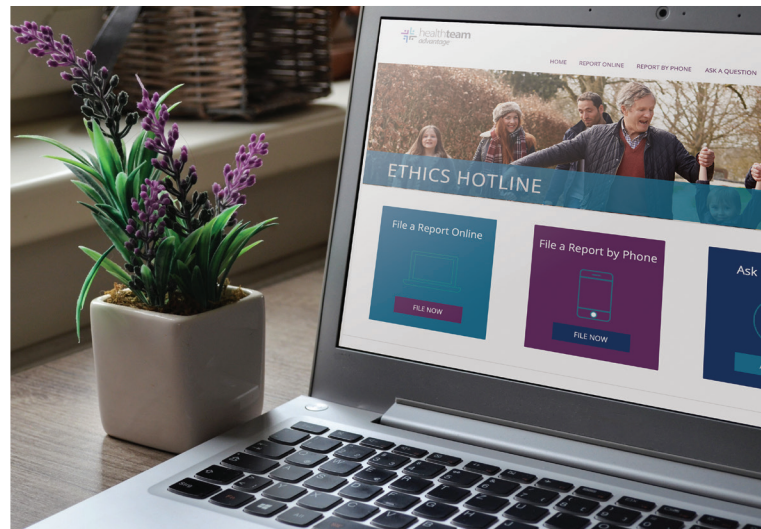 healthteam
advantage
HOME REPORT ONLINE REPORT BY PHONE ASK A QUESTION
ETHICS HOTLINE
File a Report Online
FILE NOW
File a Report by Phone
FILE NOW
Ask